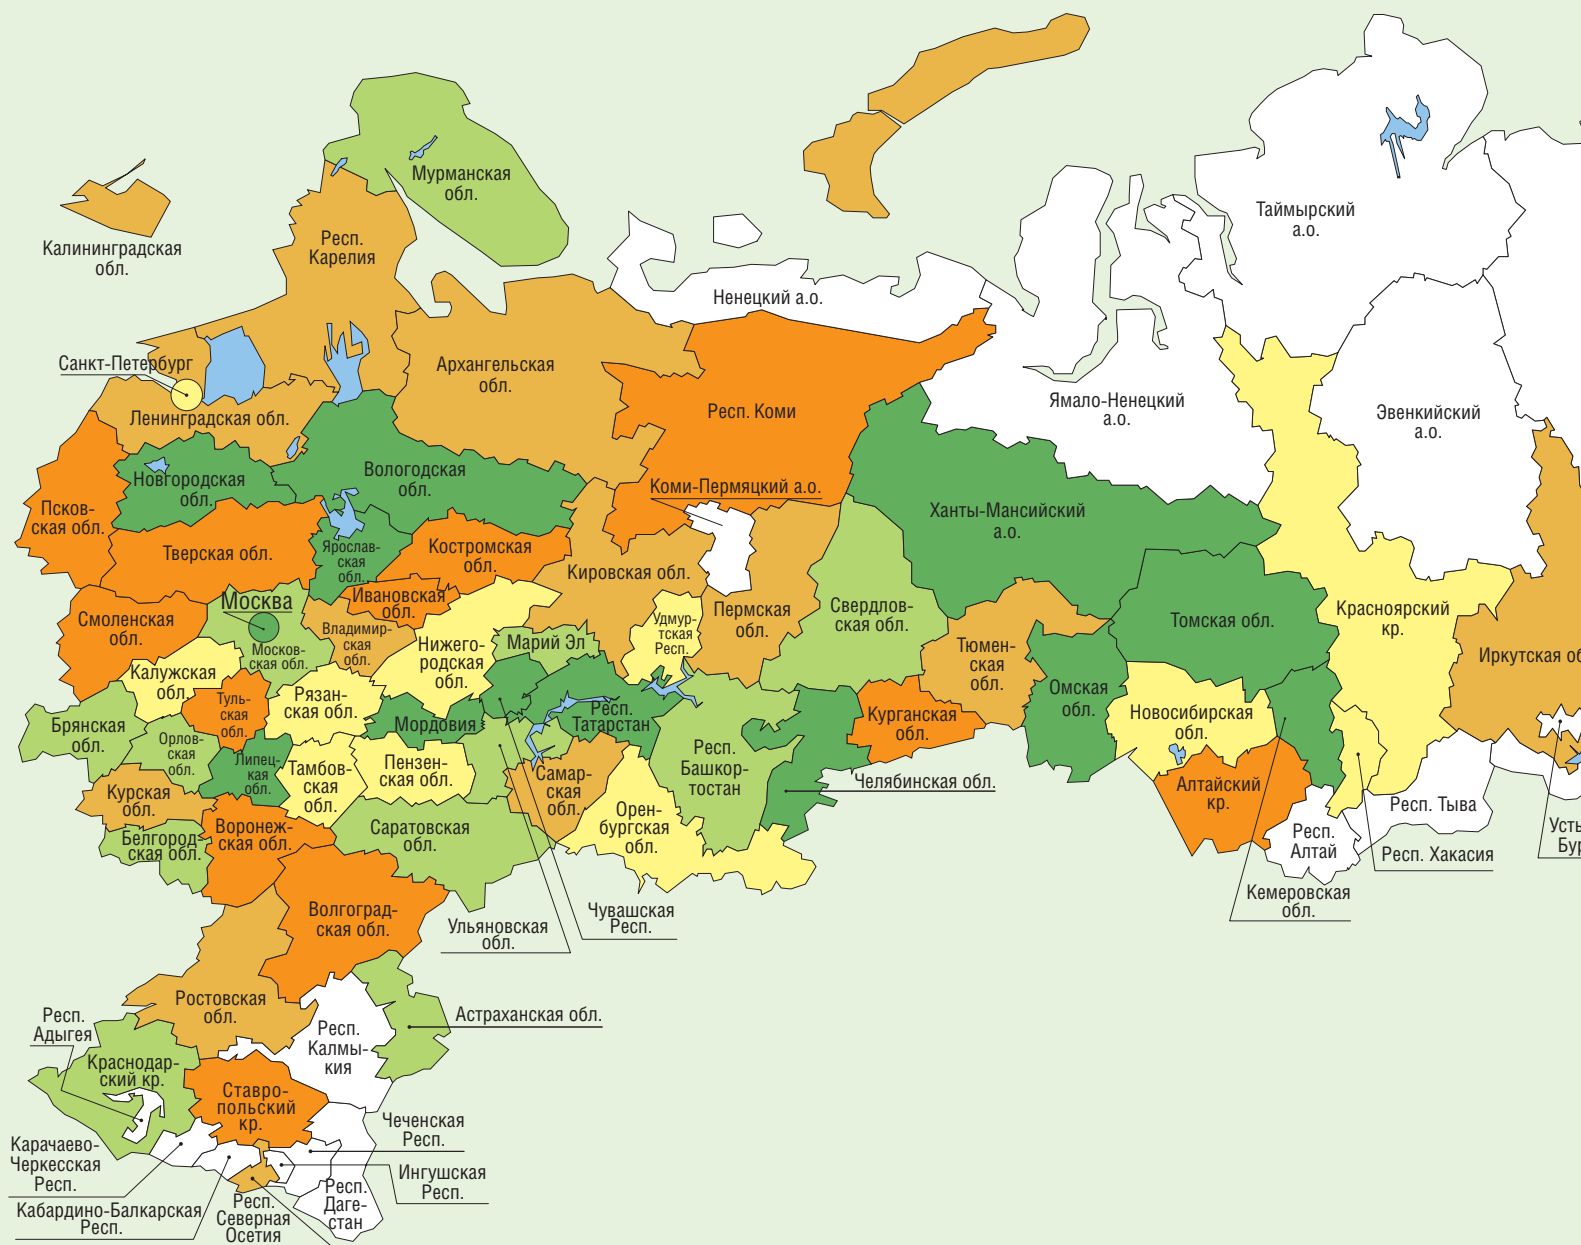 Мурманская
обл.
Калининградская
обл.
Респ.
Карелия
Таймырский
а.о.
Ненецкий а.о.
Санкт-Петербург
Архангельская
обл.
Ленинградская обл.
Респ. Коми
Ямало-Ненецкий
а.о.
Эвенкийский
а.о.
Новгородская
обл.
Вологодская
обл.
Коми-Пермяцкий а.о.
Псков-
ская обл.
Ханты-Мансийский
а.о.
Тверская обл.
Ярослав-
ская
обл.
Костромская
обл.
Кировская обл.
Ивановская
обл.
Москва
Смоленская
обл.
Владимир-
ская
обл.
Московс-
кая обл.
Нижего-
родская
обл.
Марий Эл
Удмур-
тская
Респ.
Пермская
обл.
Свердлов-
ская обл.
Тюмен-
ская
обл.
Томская обл.
Красноярский
кр.
Иркутская об
Калужская
обл.
Туль-
ская
обл.
Рязан-
ская обл.
Мордовия
Респ.
Татарстан
Курганская
обл.
Омская
обл.
Новосибирская
обл.
Брянская
обл.
Орлов-
ская
обл.
Липец-
кая
обл.
Тамбов-
ская
обл.
Пензен-
ская обл.
Самар-
ская
обл.
Респ.
Башкор-
тостан
Челябинская обл.
Алтайский
кр.
Курская
обл.
Белгород-
ская обл.
Воронеж-
ская обл.
Саратовская
обл.
Орен-
бургская
обл.
Респ.
Алтай
Респ. Тыва
Респ. Хакасия
Усть
Бур
Кемеровская
обл.
Волгоград-
ская обл.
Ульяновская
обл.
Чувашская
Респ.
Ростовская
обл.
Респ.
Калмы-
кия
Астраханская обл.
Респ.
Адыгея
Краснодар-
ский кр.
Ставро-
польский
кр.
Чеченская
Респ.
Карачаево-
Черкесская
Респ.
Ингушская
Респ.
Кабардино-Балкарская
Респ.
Респ.
Северная
Осетия
Респ.
Даге-
стан